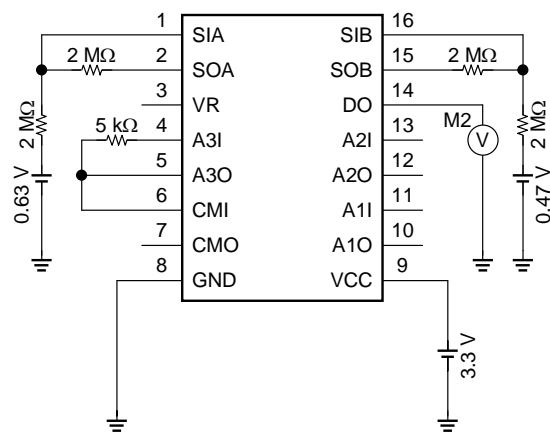 1 SIA SIB 16
2 MΩ 2 SOA SOB 15 2 MΩ
3 VR DO 14
M2
V
5 kΩ 4 A3I A2I 13
5 A3O A2O 12
6 CMI A1I 11
7 CMO A1O 10
8 GND VCC 9
2 MΩ
0.63 V
2 MΩ
0.47 V
3.3 V